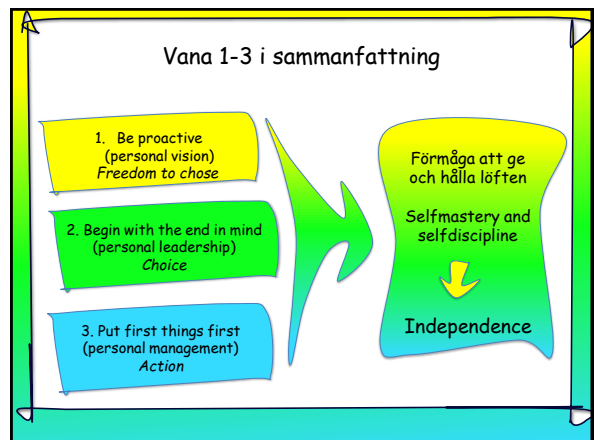 Vana 1-3 i sammanfattning
1. Be proactive
(personal vision)
Freedom to chose
2. Begin with the end in mind
(personal leadership)
Choice
3. Put first things first
(personal management)
Action
Förmåga att ge
och hålla löften
Selfmastery and
selfdiscipline
Independence